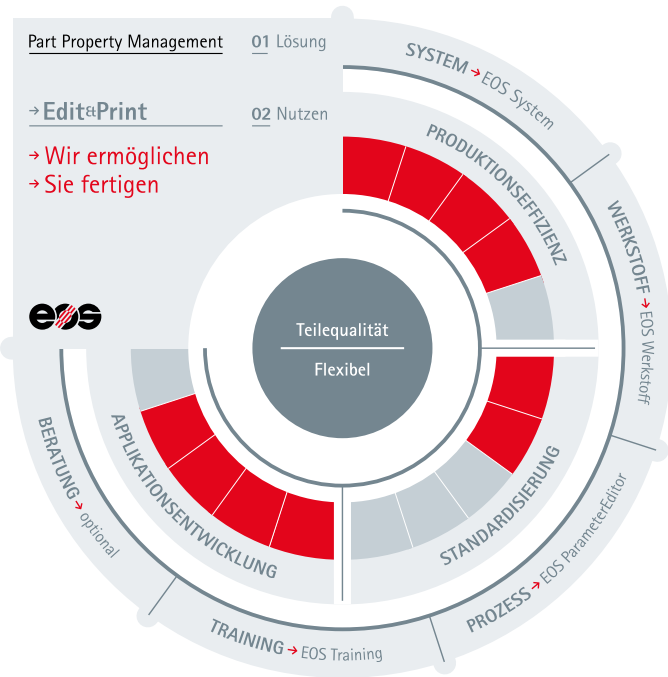 Part Property Management
01 Lösung
→ Edit&Print
02 Nutzen
→ Wir ermöglichen
→ Sie fertigen
eos
SYSTEM → EOS System
WERKSTOFF → EOS Werkstoff
PROZESS → EOS ParameterEditor
TRAINING → EOS Training
BERATUNG → optional
PRODUKTIONSEFFIZIENZ
STANDARDISIERUNG
APPLIKATIONSENTWICKLUNG
Teilequalität
Flexibel